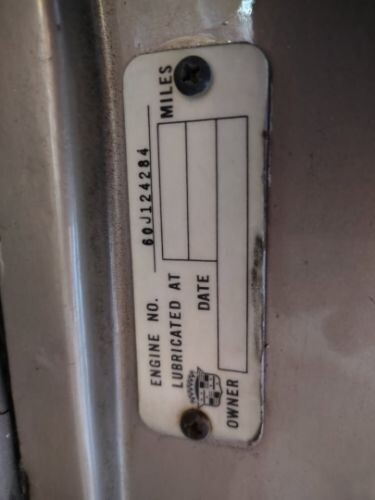 ENGINE NO. 60J124284
LUBRICATED AT MILES
DATE
OWNER